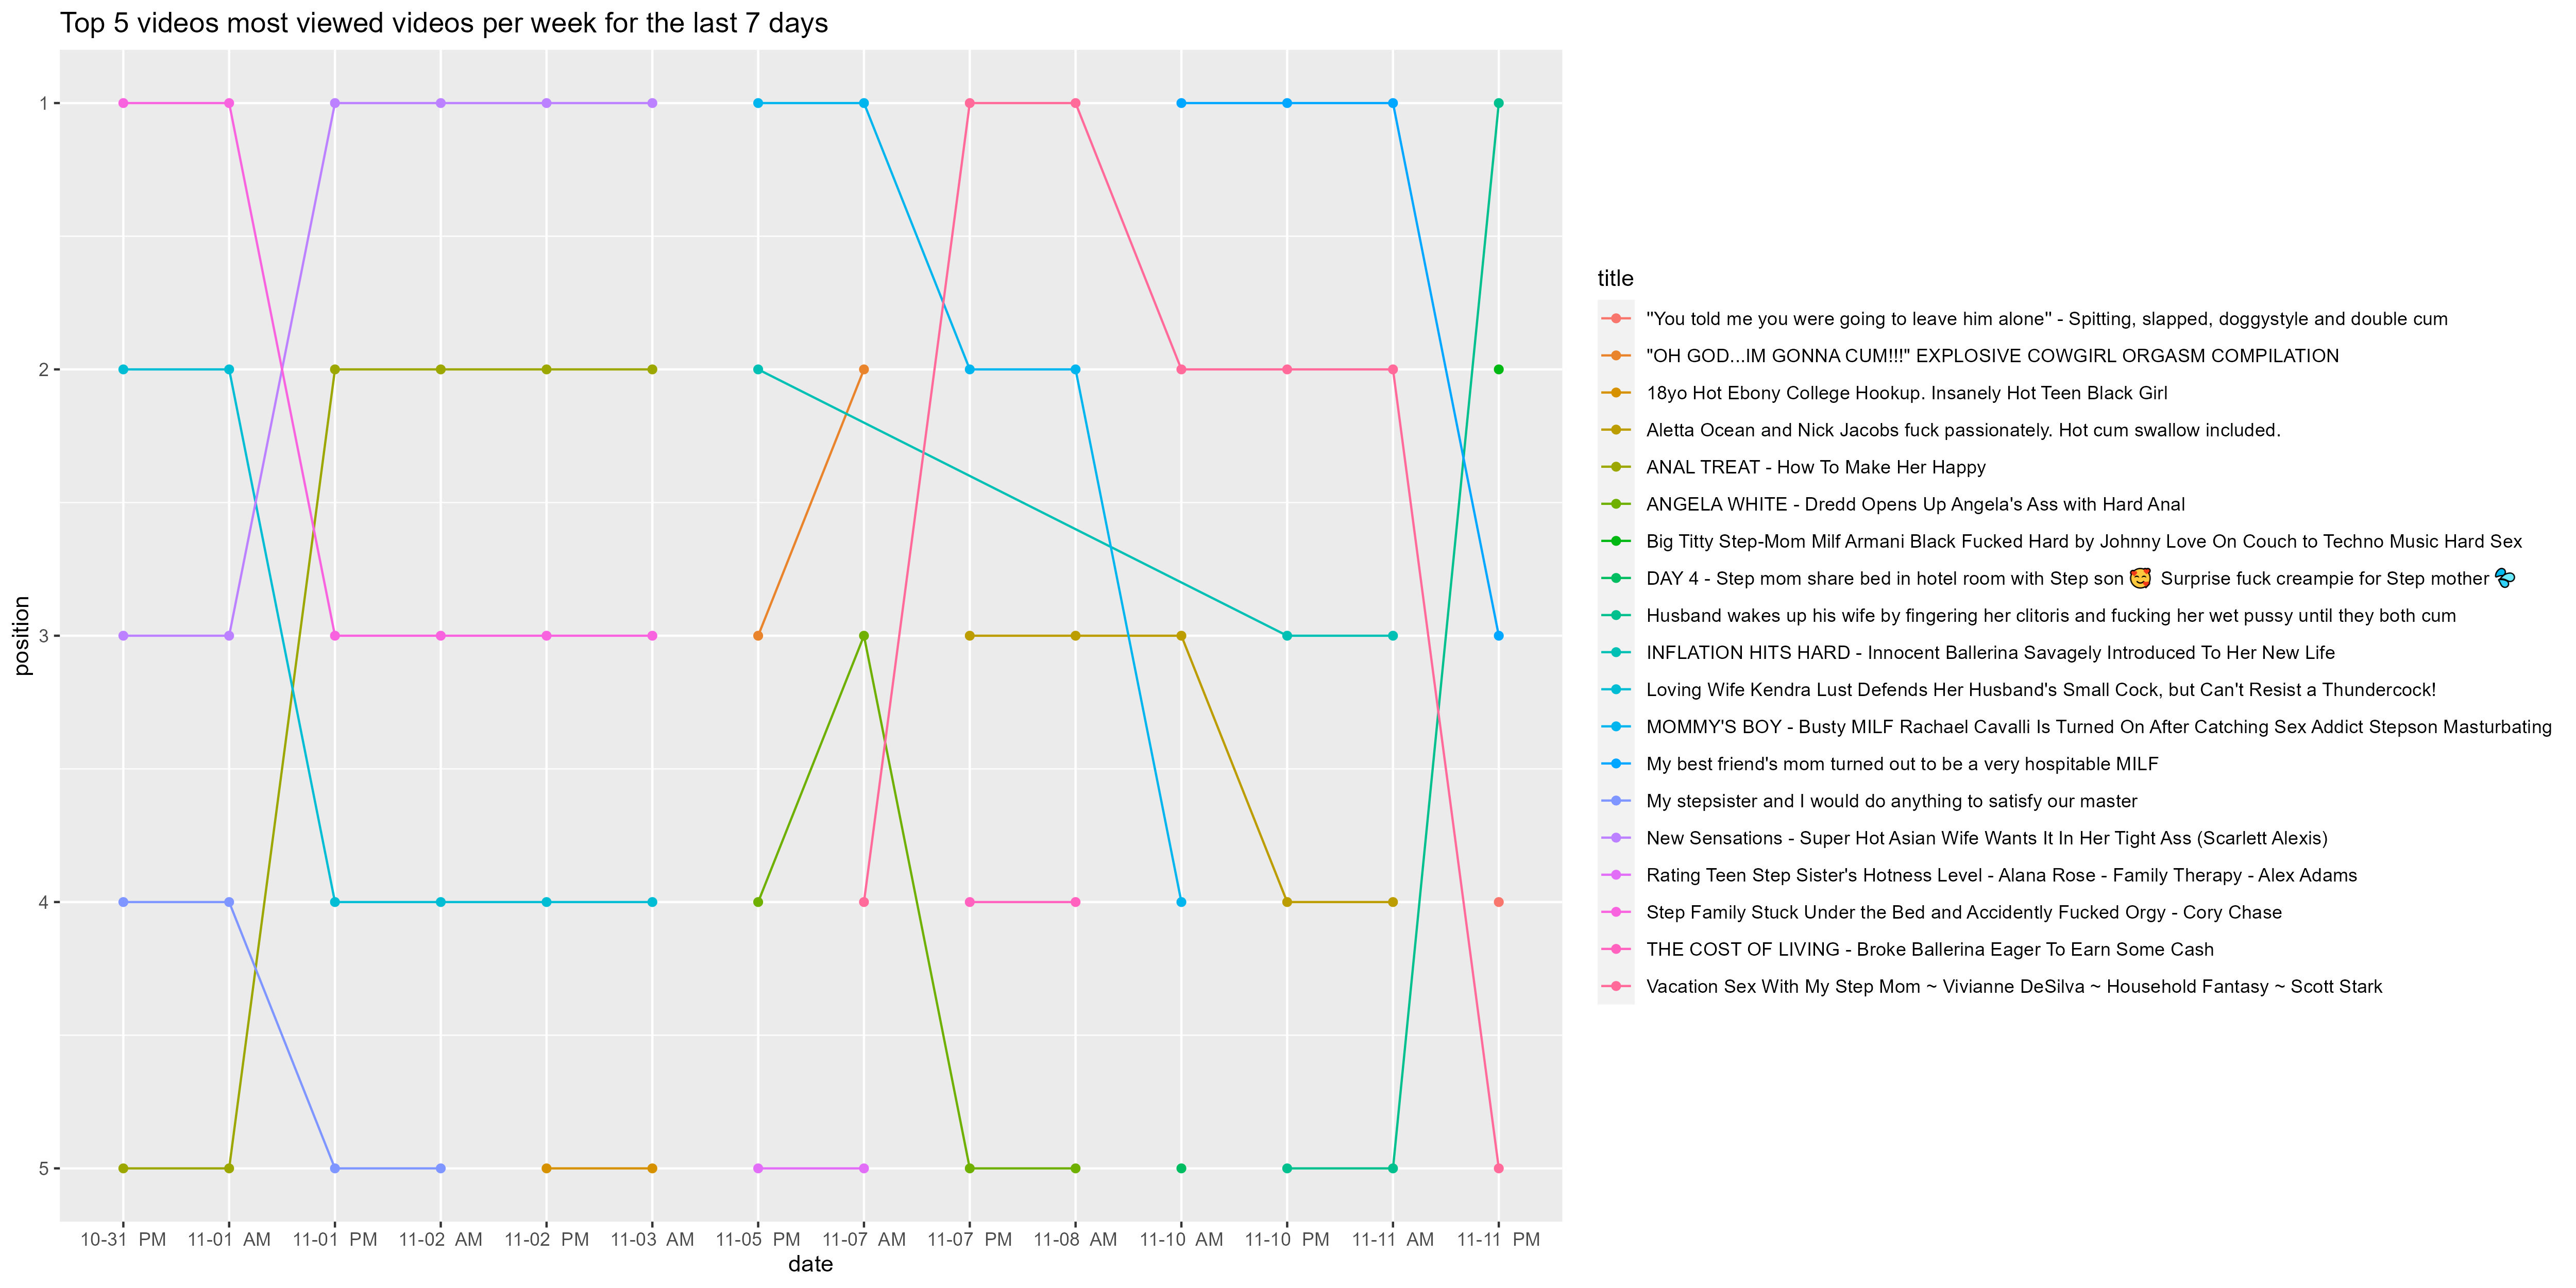 Top 5 videos most viewed videos per week for the last 7 days
position
1
2
3
4
5
10-31 PM
11-01 AM
11-01 PM
11-02 AM
11-02 PM
11-03 AM
11-05 PM
11-07 AM
11-07 PM
11-08 AM
11-10 AM
11-10 PM
11-11 AM
11-11 PM
date
title
"You told me you were going to leave him alone" - Spitting, slapped, doggystyle and double cum
"OH GOD...IM GONNA CUM!!!" EXPLOSIVE COWGIRL ORGASM COMPILATION
18yo Hot Ebony College Hookup. Insanely Hot Teen Black Girl
Aletta Ocean and Nick Jacobs fuck passionately. Hot cum swallow included.
ANAL TREAT - How To Make Her Happy
ANGELA WHITE - Dredd Opens Up Angela's Ass with Hard Anal
Big Titty Step-Mom Milf Armani Black Fucked Hard by Johnny Love On Couch to Techno Music Hard Sex
DAY 4 - Step mom share bed in hotel room with Step son 🥰 Surprise fuck creampie for Step mother 💦
Husband wakes up his wife by fingering her clitoris and fucking her wet pussy until they both cum
INFLATION HITS HARD - Innocent Ballerina Savagely Introduced To Her New Life
Loving Wife Kendra Lust Defends Her Husband's Small Cock, but Can't Resist a Thundercock!
MOMMY'S BOY - Busty MILF Rachael Cavalli Is Turned On After Catching Sex Addict Stepson Masturbating
My best friend's mom turned out to be a very hospitable MILF
My stepsister and I would do anything to satisfy our master
New Sensations - Super Hot Asian Wife Wants It In Her Tight Ass (Scarlett Alexis)
Rating Teen Step Sister's Hotness Level - Alana Rose - Family Therapy - Alex Adams
Step Family Stuck Under the Bed and Accidently Fucked Orgy - Cory Chase
THE COST OF LIVING - Broke Ballerina Eager To Earn Some Cash
Vacation Sex With My Step Mom ~ Vivianne DeSilva ~ Household Fantasy ~ Scott Stark